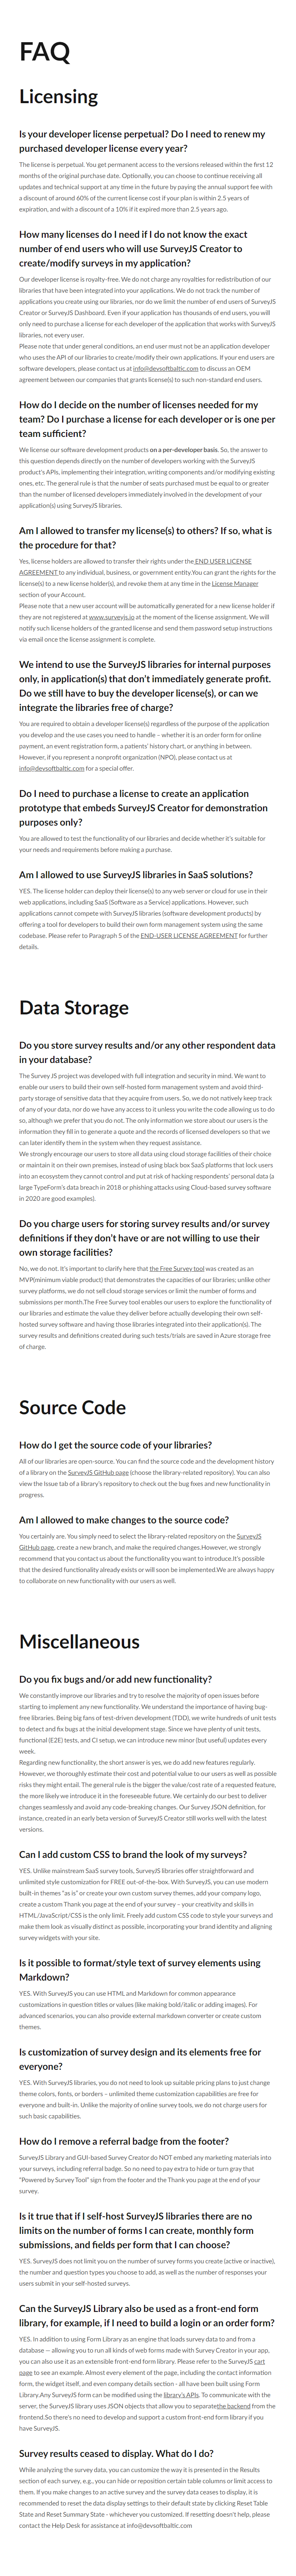 FAQ
Licensing
Is your developer license perpetual? Do I need to renew my
purchased developer license every year?
The license is perpetual. You get permanent access to the versions released within the first 12
months of the original purchase date. Optionally, you can choose to continue receiving all
updates and technical support at any time in the future by paying the annual support fee with
a discount of around 60% of the current license cost if your plan is within 2.5 years of
expiration, and with a discount of a 10% if it expired more than 2.5 years ago.
How many licenses do I need if I do not know the exact
number of end users who will use SurveyJS Creator to
create/modify surveys in my application?
Our developer license is royalty-free. We do not charge any royalties for redistribution of our
libraries that have been integrated into your applications. We do not track the number of
applications you create using our libraries, nor do we limit the number of end users of SurveyJS
Creator or SurveyJS Dashboard. Even if your application has thousands of end users, you will
only need to purchase a license for each developer of the application that works with SurveyJS
libraries, not every user.
Please note that under general conditions, an end user must not be an application developer
who uses the API of our libraries to create/modify their own applications. If your end users are
software developers, please contact us at info@devsoftbaltic.com to discuss an OEM
agreement between our companies that grants license(s) to such non-standard end users.
How do I decide on the number of licenses needed for my
team? Do I purchase a license for each developer or is one per
team sufficient?
We license our software development products on a per-developer basis. So, the answer to
this question depends directly on the number of developers working with the SurveyJS
product's APIs, implementing their integration, writing components and/or modifying existing
ones, etc. The general rule is that the number of seats purchased must be equal to or greater
than the number of licensed developers immediately involved in the development of your
application(s) using SurveyJS libraries.
Am I allowed to transfer my license(s) to others? If so, what is
the procedure for that?
Yes, license holders are allowed to transfer their rights under the END USER LICENSE
AGREEMENT to any individual, business, or government entity.You can grant the rights for the
license(s) to a new license holder(s), and revoke them at any time in the License Manager
section of your Account.
Please note that a new user account will be automatically generated for a new license holder if
they are not registered at www.surveyjs.io at the moment of the license assignment. We will
notify such license holders of the granted license and send them password setup instructions
via email once the license assignment is complete.
We intend to use the SurveyJS libraries for internal purposes
only, in application(s) that don't immediately generate profit.
Do we still have to buy the developer license(s), or can we
integrate the libraries free of charge?
You are required to obtain a developer license(s) regardless of the purpose of the application
you develop and the use cases you need to handle – whether it is an order form for online
payment, an event registration form, a patients' history chart, or anything in between.
However, if you represent a nonprofit organization (NPO), please contact us at
info@devsoftbaltic.com for a special offer.
Do I need to purchase a license to create an application
prototype that embeds SurveyJS Creator for demonstration
purposes only?
You are allowed to test the functionality of our libraries and decide whether it's suitable for
your needs and requirements before making a purchase.
Am I allowed to use SurveyJS libraries in SaaS solutions?
YES. The license holder can deploy their license(s) to any web server or cloud for use in their
web applications, including SaaS (Software as a Service) applications. However, such
applications cannot compete with SurveyJS libraries (software development products) by
offering a tool for developers to build their own form management system using the same
codebase. Please refer to Paragraph 5 of the END-USER LICENSE AGREEMENT for further
details.
Data Storage
Do you store survey results and/or any other respondent data
in your database?
The Survey JS project was developed with full integration and security in mind. We want to
enable our users to build their own self-hosted form management system and avoid third-
party storage of sensitive data that they acquire from users. So, we do not natively keep track
of any of your data, nor do we have any access to it unless you write the code allowing us to do
so, although we prefer that you do not. The only information we store about our users is the
information they fill in to generate a quote and the records of licensed developers so that we
can later identify them in the system when they request assistance.
We strongly encourage our users to store all data using cloud storage facilities of their choice
or maintain it on their own premises, instead of using black box SaaS platforms that lock users
into an ecosystem they cannot control and put at risk of hacking respondents' personal data (a
large TypeForm's data breach in 2018 or phishing attacks using Cloud-based survey software
in 2020 are good examples).
Do you charge users for storing survey results and/or survey
definitions if they don't have or are not willing to use their
own storage facilities?
No, we do not. It's important to clarify here that the Free Survey tool was created as an
MVP(minimum viable product) that demonstrates the capacities of our libraries; unlike other
survey platforms, we do not sell cloud storage services or limit the number of forms and
submissions per month.The Free Survey tool enables our users to explore the functionality of
our libraries and estimate the value they deliver before actually developing their own self-
hosted survey software and having those libraries integrated into their application(s). The
survey results and definitions created during such tests/trials are saved in Azure storage free
of charge.
Source Code
How do I get the source code of your libraries?
All of our libraries are open-source. You can find the source code and the development history
of a library on the SurveyJS GitHub page (choose the library-related repository). You can also
view the Issue tab of a library's repository to check out the bug fixes and new functionality in
progress.
Am I allowed to make changes to the source code?
You certainly are. You simply need to select the library-related repository on the SurveyJS
GitHub page, create a new branch, and make the required changes.However, we strongly
recommend that you contact us about the functionality you want to introduce.It's possible
that the desired functionality already exists or will soon be implemented.We are always happy
to collaborate on new functionality with our users as well.
Miscellaneous
Do you fix bugs and/or add new functionality?
We constantly improve our libraries and try to resolve the majority of open issues before
starting to implement any new functionality. We understand the importance of having bug-
free libraries. Being big fans of test-driven development (TDD), we write hundreds of unit tests
to detect and fix bugs at the initial development stage. Since we have plenty of unit tests,
functional (E2E) tests, and CI setup, we can introduce new minor (but useful) updates every
week.
Regarding new functionality, the short answer is yes, we do add new features regularly.
However, we thoroughly estimate their cost and potential value to our users as well as possible
risks they might entail. The general rule is the bigger the value/cost rate of a requested feature,
the more likely we introduce it in the foreseeable future. We certainly do our best to deliver
changes seamlessly and avoid any code-breaking changes. Our Survey JSON definition, for
instance, created in an early beta version of SurveyJS Creator still works well with the latest
versions.
Can I add custom CSS to brand the look of my surveys?
YES. Unlike mainstream SaaS survey tools, SurveyJS libraries offer straightforward and
unlimited style customization for FREE out-of-the-box. With SurveyJS, you can use modern
built-in themes "as is" or create your own custom survey themes, add your company logo,
create a custom Thank you page at the end of your survey – your creativity and skills in
HTML/JavaScript/CSS is the only limit. Freely add custom CSS code to style your surveys and
make them look as visually distinct as possible, incorporating your brand identity and aligning
survey widgets with your site.
Is it possible to format/style text of survey elements using
Markdown?
YES. With SurveyJS you can use HTML and Markdown for common appearance
customizations in question titles or values (like making bold/italic or adding images). For
advanced scenarios, you can also provide external markdown converter or create custom
themes.
Is customization of survey design and its elements free for
everyone?
YES. With SurveyJS libraries, you do not need to look up suitable pricing plans to just change
theme colors, fonts, or borders – unlimited theme customization capabilities are free for
everyone and built-in. Unlike the majority of online survey tools, we do not charge users for
such basic capabilities.
How do I remove a referral badge from the footer?
SurveyJS Library and GUI-based Survey Creator do NOT embed any marketing materials into
your surveys, including referral badge. So no need to pay extra to hide or turn gray that
"Powered by Survey Tool" sign from the footer and the Thank you page at the end of your
survey.
Is it true that if I self-host SurveyJS libraries there are no
limits on the number of forms I can create, monthly form
submissions, and fields per form that I can choose?
YES. SurveyJS does not limit you on the number of survey forms you create (active or inactive),
the number and question types you choose to add, as well as the number of responses your
users submit in your self-hosted surveys.
Can the SurveyJS Library also be used as a front-end form
library, for example, if I need to build a login or an order form?
YES. In addition to using Form Library as an engine that loads survey data to and from a
database — allowing you to run all kinds of web forms made with Survey Creator in your app,
you can also use it as an extensible front-end form library. Please refer to the SurveyJS cart
page to see an example. Almost every element of the page, including the contact information
form, the widget itself, and even company details section - all have been built using Form
Library.Any SurveyJS form can be modified using the library's APIs. To communicate with the
server, the SurveyJS library uses JSON objects that allow you to separatethe backend from the
frontend.So there's no need to develop and support a custom front-end form library if you
have SurveyJS.
Survey results ceased to display. What do I do?
While analyzing the survey data, you can customize the way it is presented in the Results
section of each survey, e.g., you can hide or reposition certain table columns or limit access to
them. If you make changes to an active survey and the survey data ceases to display, it is
recommended to reset the data display settings to their default state by clicking Reset Table
State and Reset Summary State - whichever you customized. If resetting doesn't help, please
contact the Help Desk for assistance at info@devsoftbaltic.com